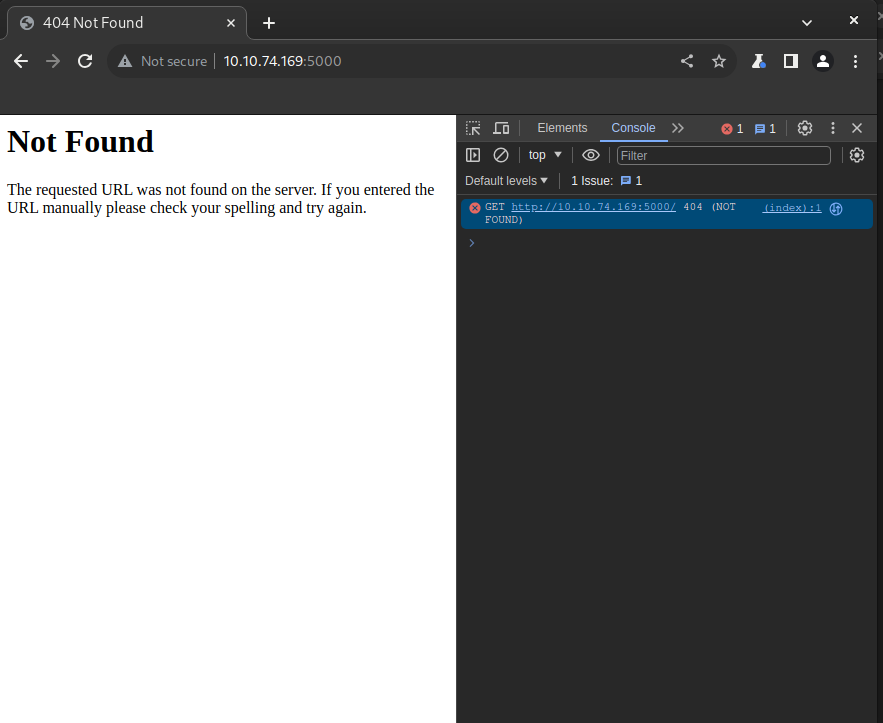 404 Not Found
Not secure
10.10.74.169:5000
Not Found
The requested URL was not found on the server. If you entered the
URL manually please check your spelling and try again.
Elements
Console
1
1
top
Filter
Default levels
1 Issue:
1
GET http://10.10.74.169:5000/ 404 (NOT
FOUND)
(index):1